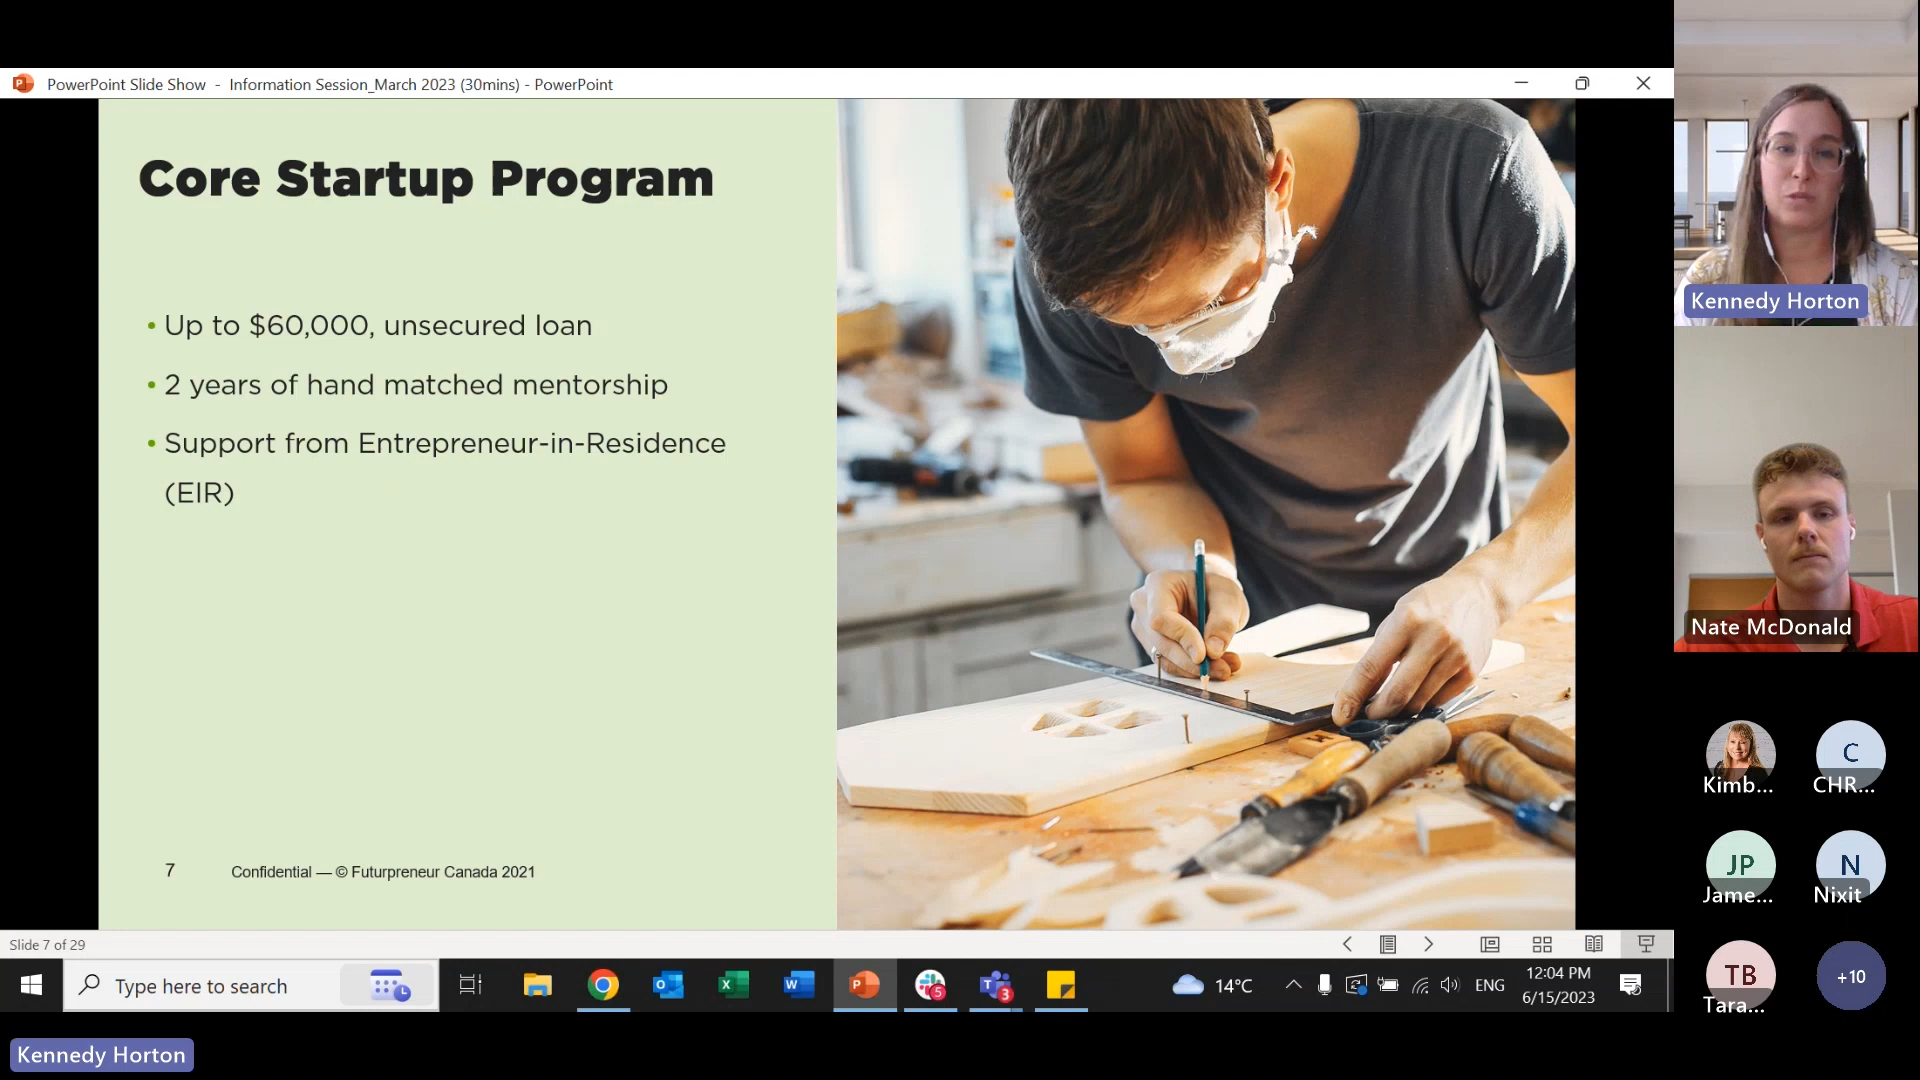 PowerPoint Slide Show - Information Session_March 2023 (30mins) - PowerPoint
Core Startup Program
• Up to $60,000, unsecured loan
• 2 years of hand matched mentorship
• Support from Entrepreneur-in-Residence
(EIR)
7 Confidential — © Futurpreneur Canada 2021
Slide 7 of 29
Type here to search
14°C
ENG
12:04 PM
6/15/2023
5
3
Kennedy Horton
Kennedy Horton
Nate McDonald
Kimb...
C
CHR...
JP
Jame...
N
Nixit
TB
Tara...
+10